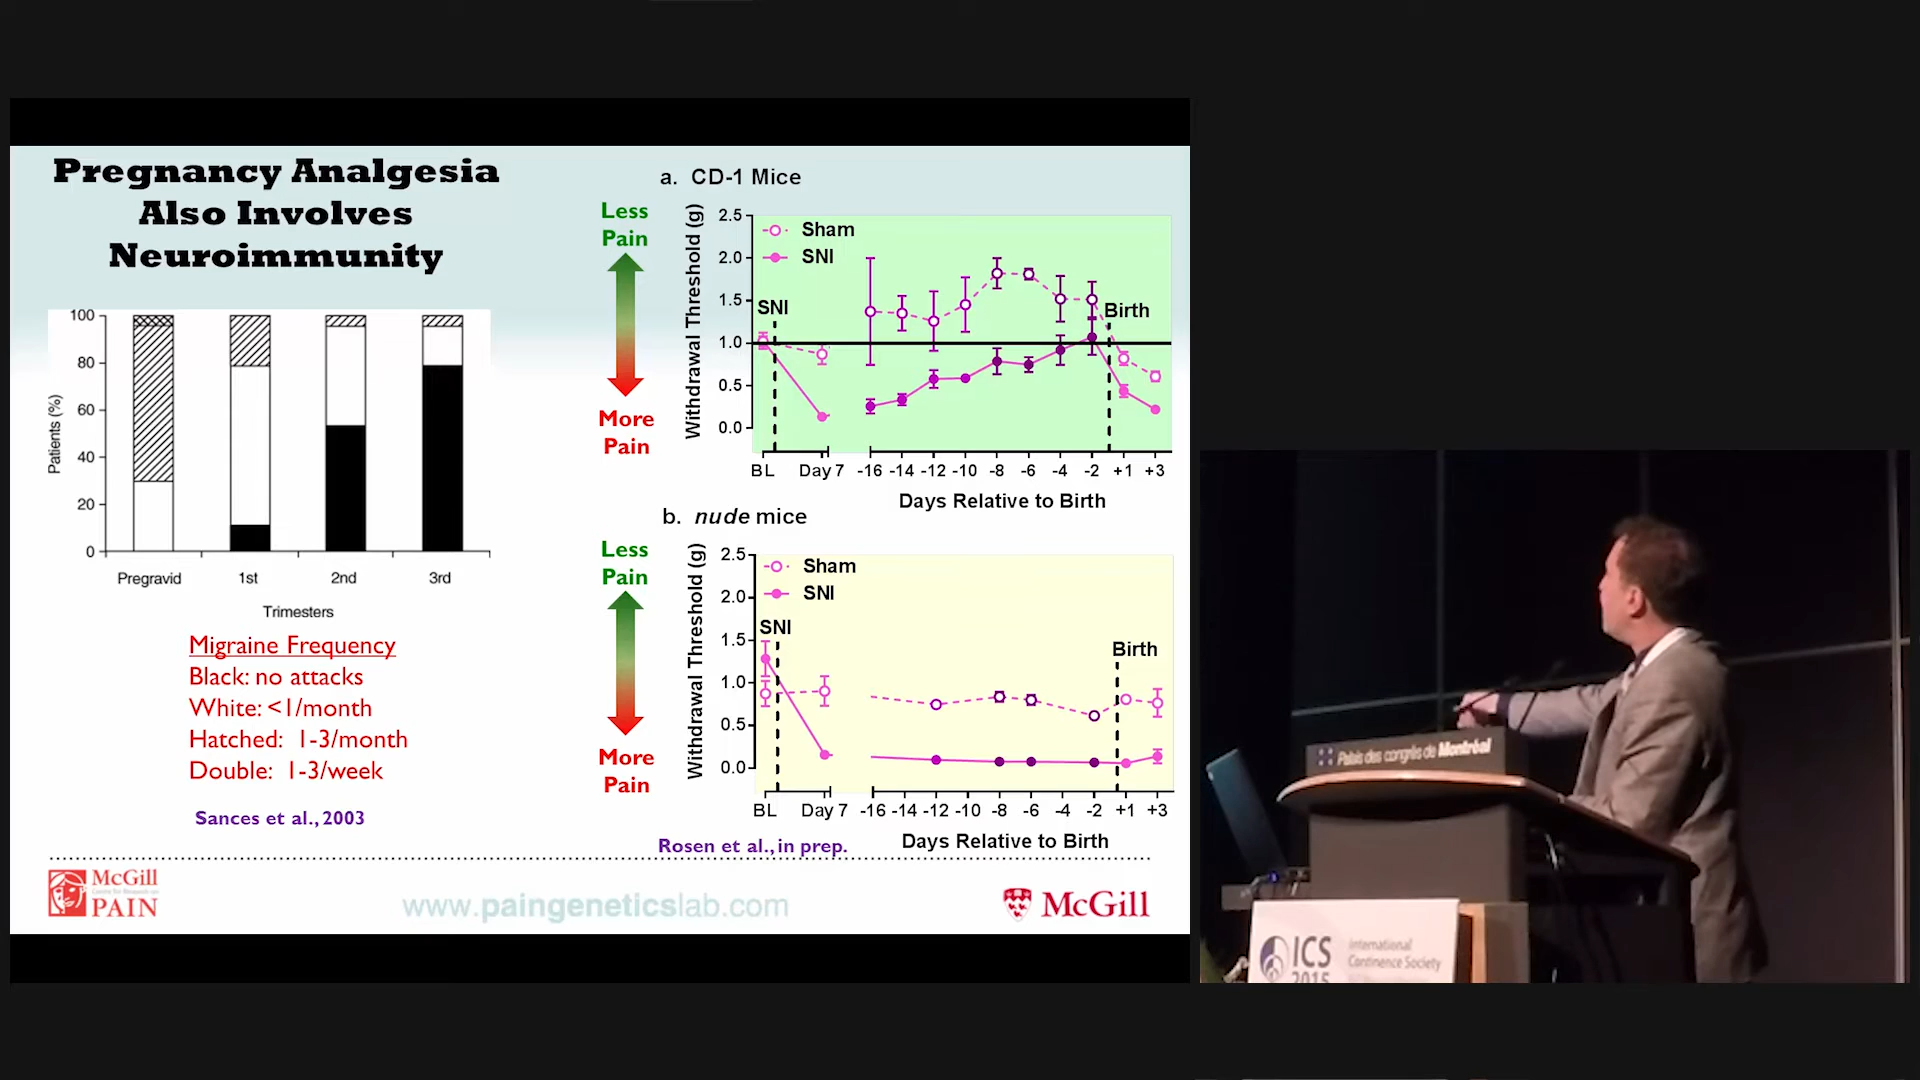 Pregnancy Analgesia
Also Involves
Neuroimmunity
100
80
60
40
20
0
Patients (%)
Pregravid 1st 2nd 3rd
Trimesters
Migraine Frequency
Black: no attacks
White: <1/month
Hatched: 1-3/month
Double: 1-3/week
Sances et al., 2003
a. CD-1 Mice
Less
Pain
More
Pain
Withdrawal Threshold (g)
2.5
2.0
1.5
1.0
0.5
0.0
Sham
SNI
SNI
Birth
BL Day 7 -16 -14 -12 -10 -8 -6 -4 -2 +1 +3
Days Relative to Birth
b. nude mice
Less
Pain
More
Pain
Withdrawal Threshold (g)
2.5
2.0
1.5
1.0
0.5
0.0
Sham
SNI
SNI
Birth
BL Day 7 -16 -14 -12 -10 -8 -6 -4 -2 +1 +3
Days Relative to Birth
Rosen et al., in prep.
McGill
PAIN
www.paingeneticslab.com
McGill
Palais des congrès de Montréal
ICS
2015
International
Continence Society